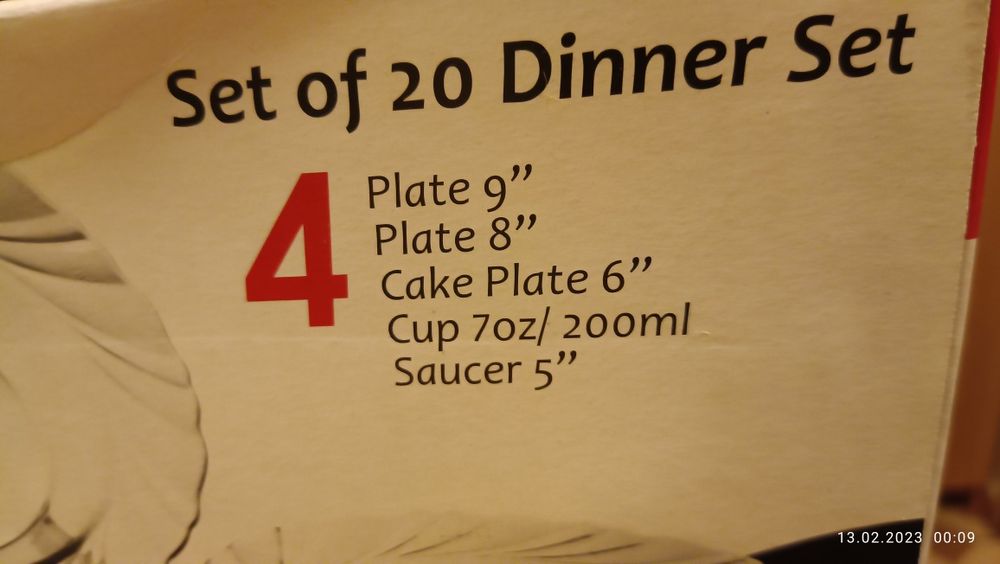 Set of 20 Dinner Set
4
Plate 9”
Plate 8”
Cake Plate 6”
Cup 7oz/ 200ml
Saucer 5”
13.02.2023 00:09